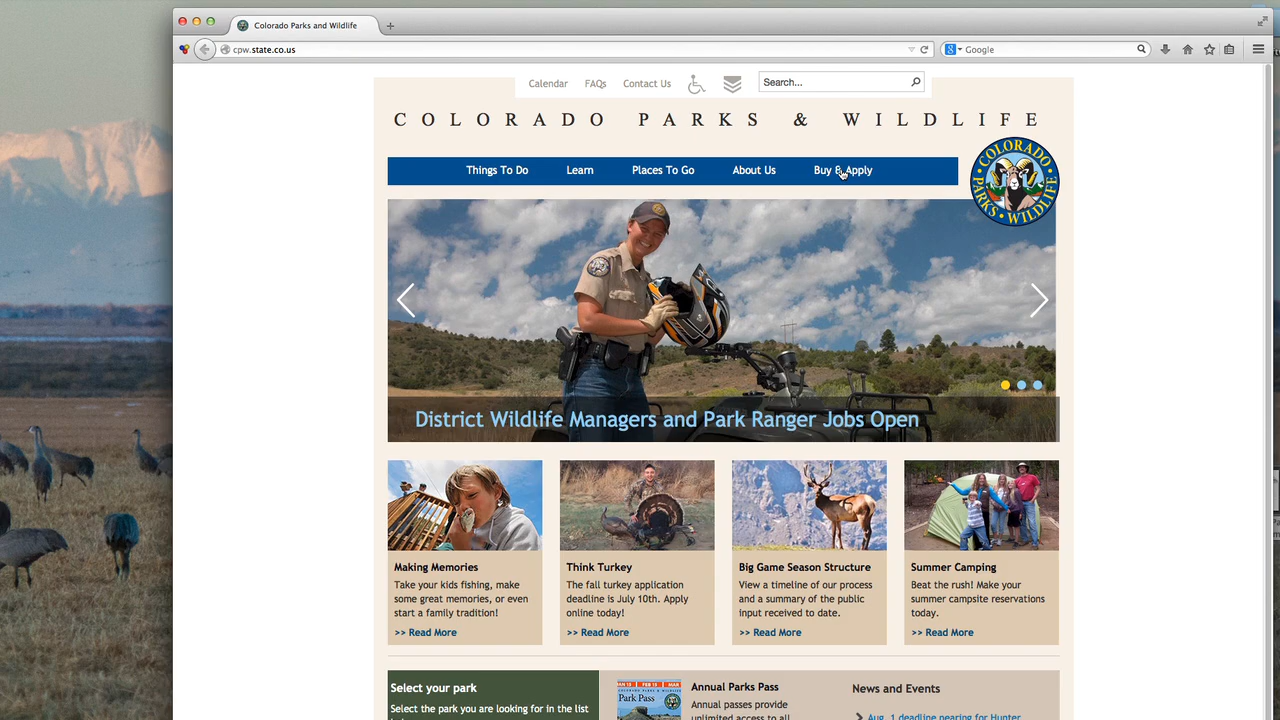 Colorado Parks and Wildlife
cpw.state.co.us
Google
Calendar FAQs Contact Us
Search...
COLORADO PARKS & WILDLIFE
COLORADO PARKS WILDLIFE
Things To Do Learn Places To Go About Us Buy & Apply
District Wildlife Managers and Park Ranger Jobs Open
Making Memories
Take your kids fishing, make
some great memories, or even
start a family tradition!
>> Read More
Think Turkey
The fall turkey application
deadline is July 10th. Apply
online today!
>> Read More
Big Game Season Structure
View a timeline of our process
and a summary of the public
input received to date.
>> Read More
Summer Camping
Beat the rush! Make your
summer campsite reservations
today.
>> Read More
Select your park
Select the park you are looking for in the list
Park Pass
Annual Parks Pass
Annual passes provide
unlimited access to all
News and Events
Aug. 1 deadline nearing for Hunter